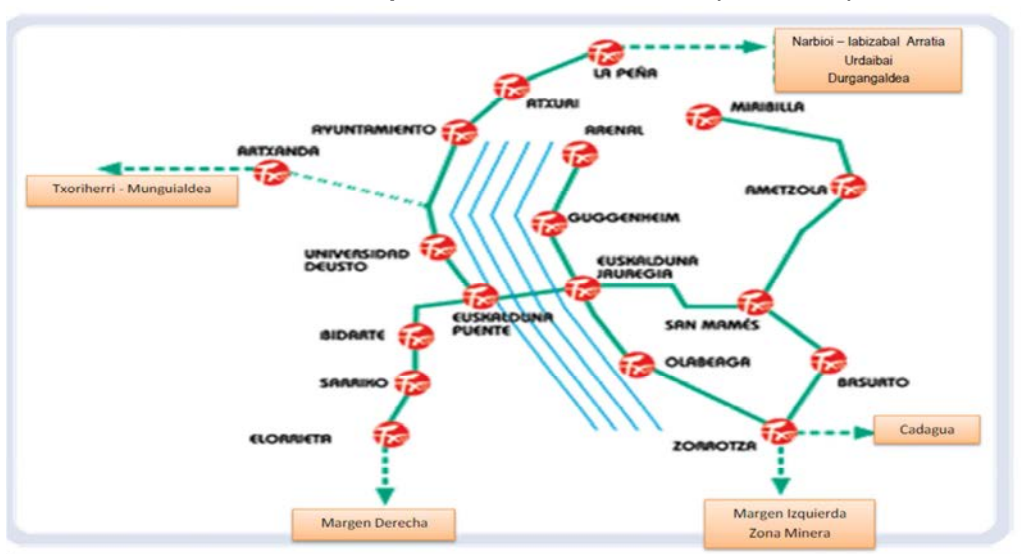 Narbioi – Iabizabal Arratia
Urdaibai
Durgangaldea
LA PEÑA
ATXURI
MIRIBILLA
AYUNTAMIENTO
ARENAL
ARTXANDA
Txoriherri - Munguialdea
AMETZOLA
GUGGENHEIM
UNIVERSIDAD
DEUSTO
EUSKALDUNA
JAUREGIA
EUSKALDUNA
PUENTE
SAN MAMÉS
IBIDARTE
OLABEAGA
SARRIKO
BASURTO
ELORRIETA
ZORROTZA
Cadagua
Margen Derecha
Margen Izquierda
Zona Minera